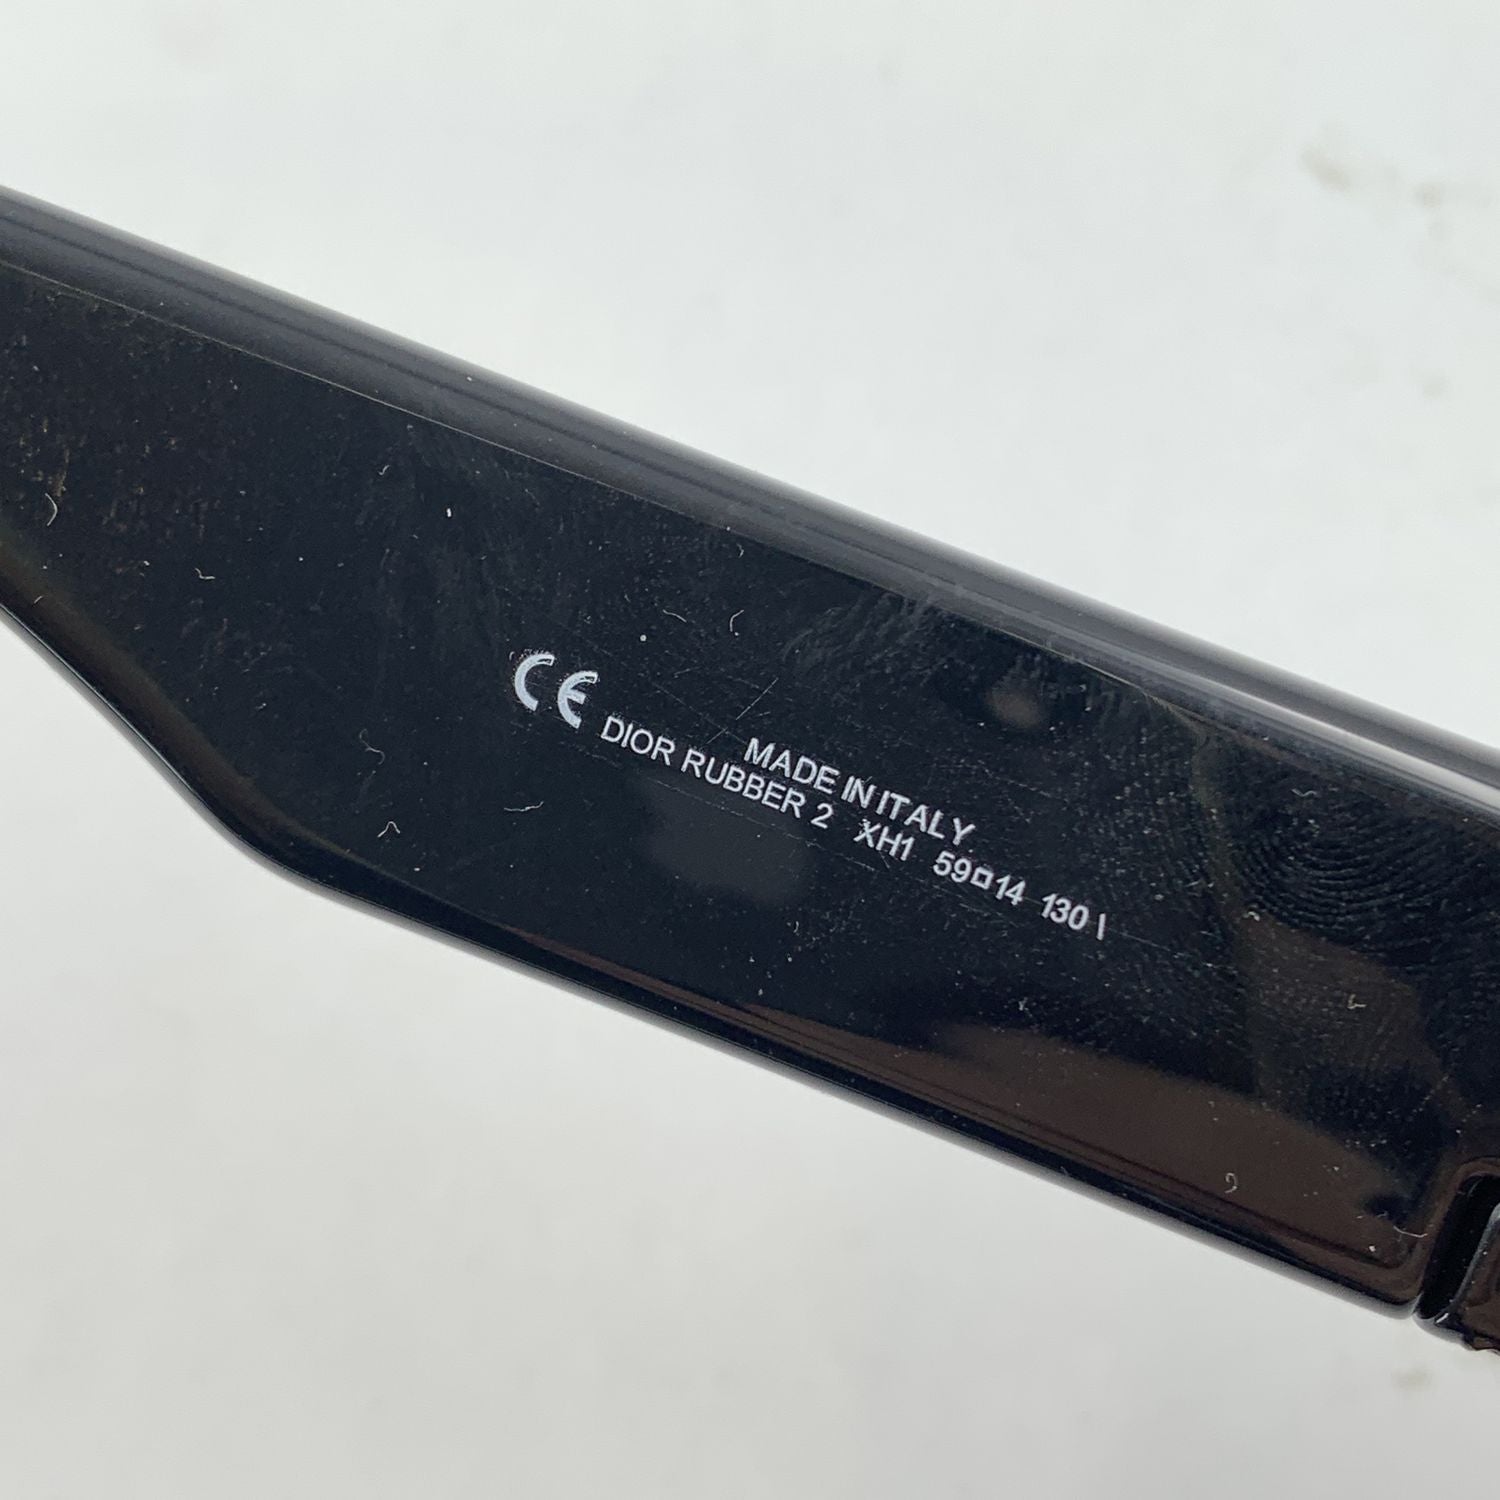 MADE IN ITALY
CE DIOR RUBBER 2 XH1 59□14 130 I